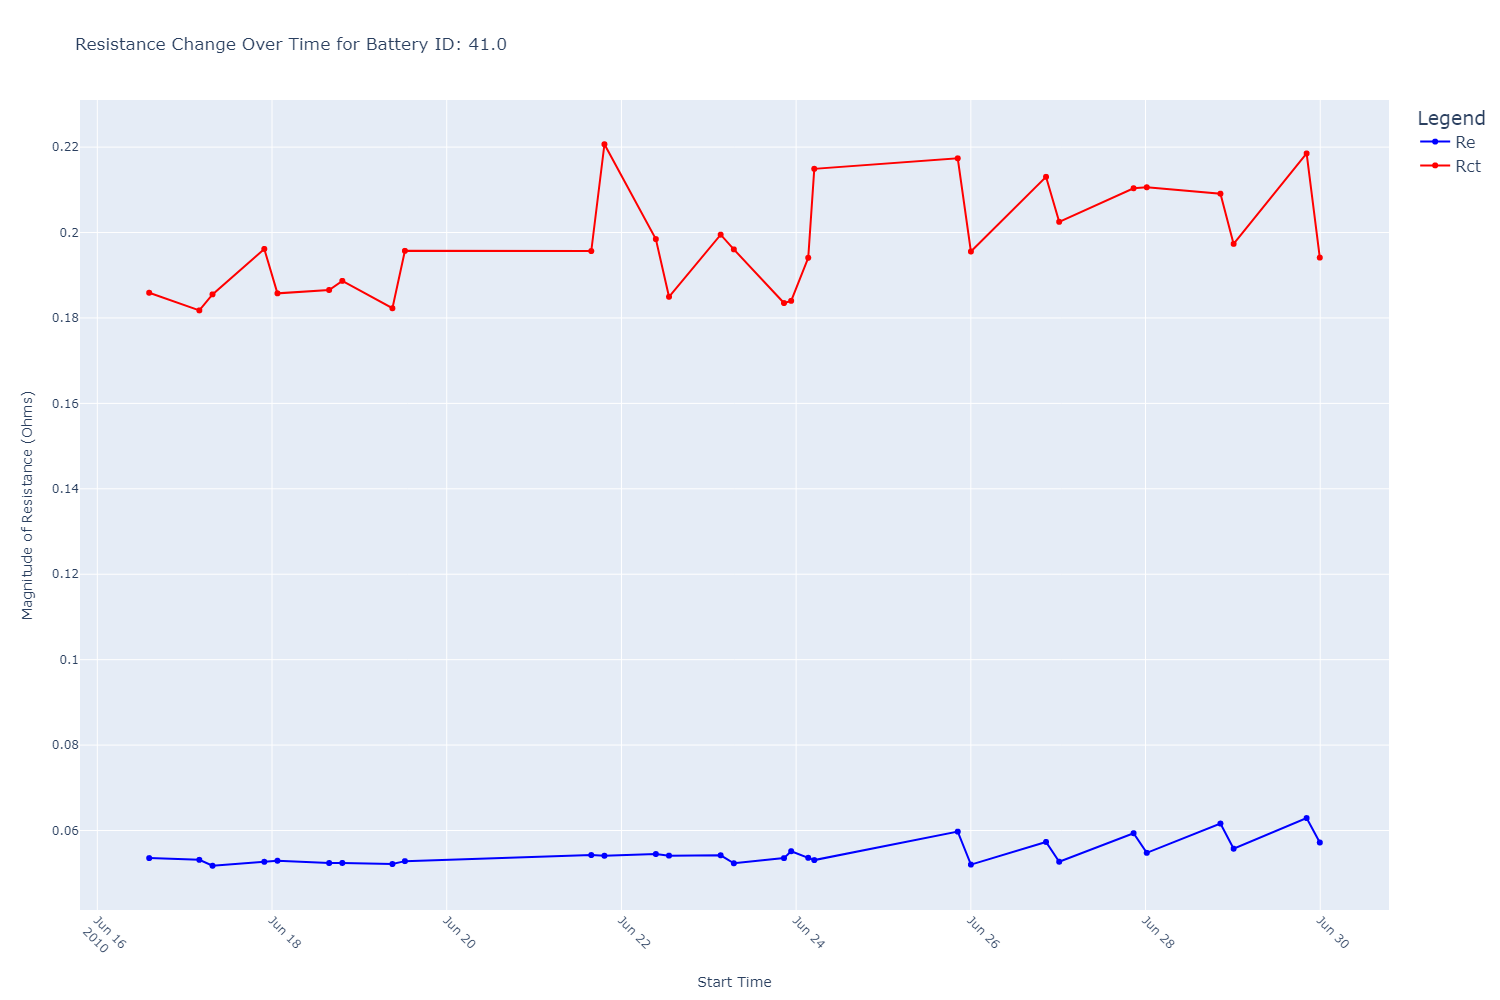 Resistance Change Over Time for Battery ID: 41.0
Legend
Re
Rct
0.22
0.2
0.18
0.16
0.14
0.12
0.1
0.08
0.06
Magnitude of Resistance (Ohms)
Jun 16
2010
Jun 18
Jun 20
Jun 22
Jun 24
Jun 26
Jun 28
Jun 30
Start Time